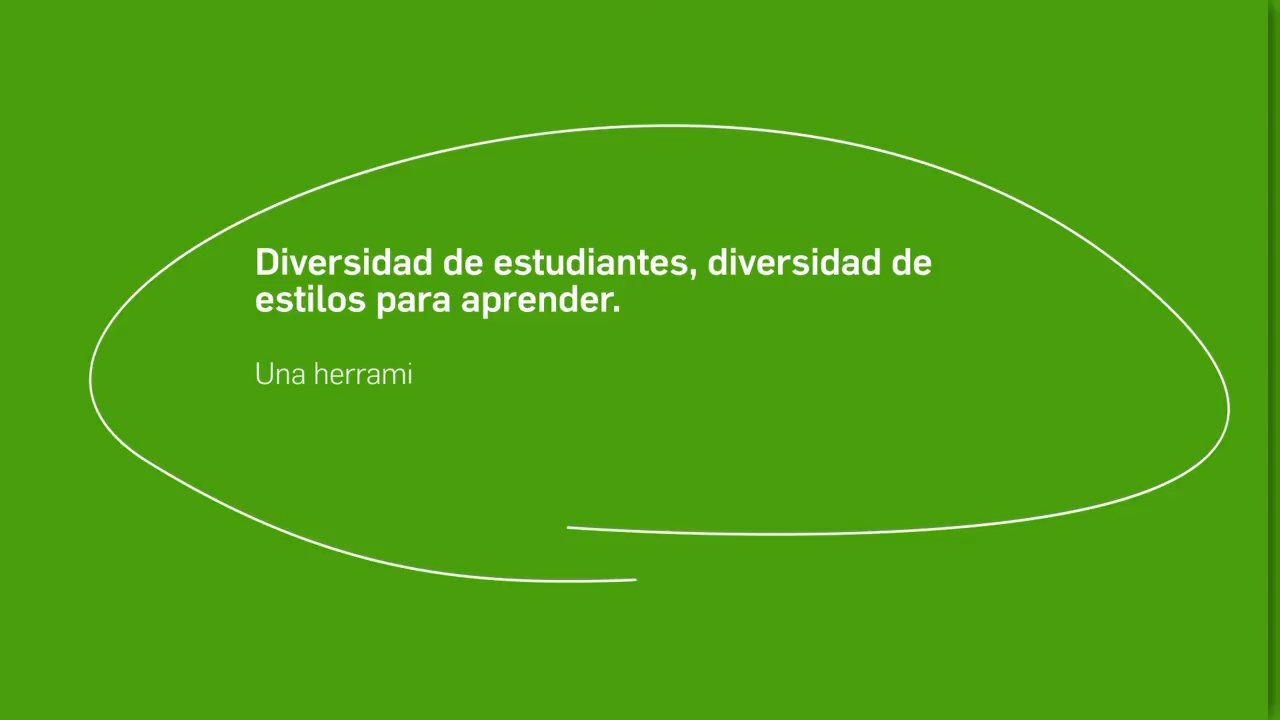 Diversidad de estudiantes, diversidad de
estilos para aprender.
Una herrami